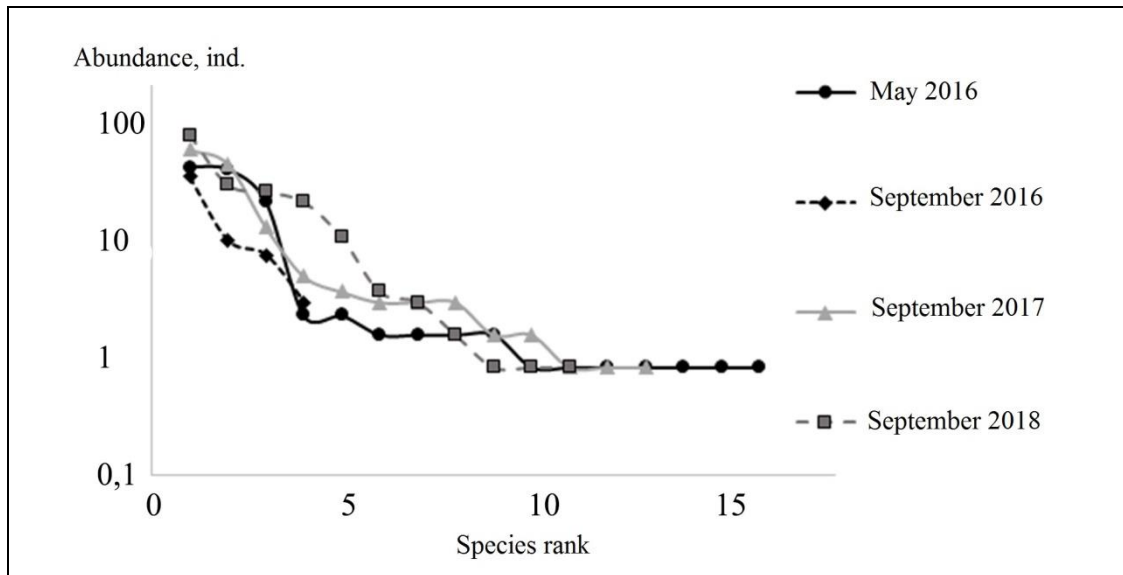 Abundance, ind.
100
10
1
0,1
0
5
10
15
Species rank
May 2016
September 2016
September 2017
September 2018